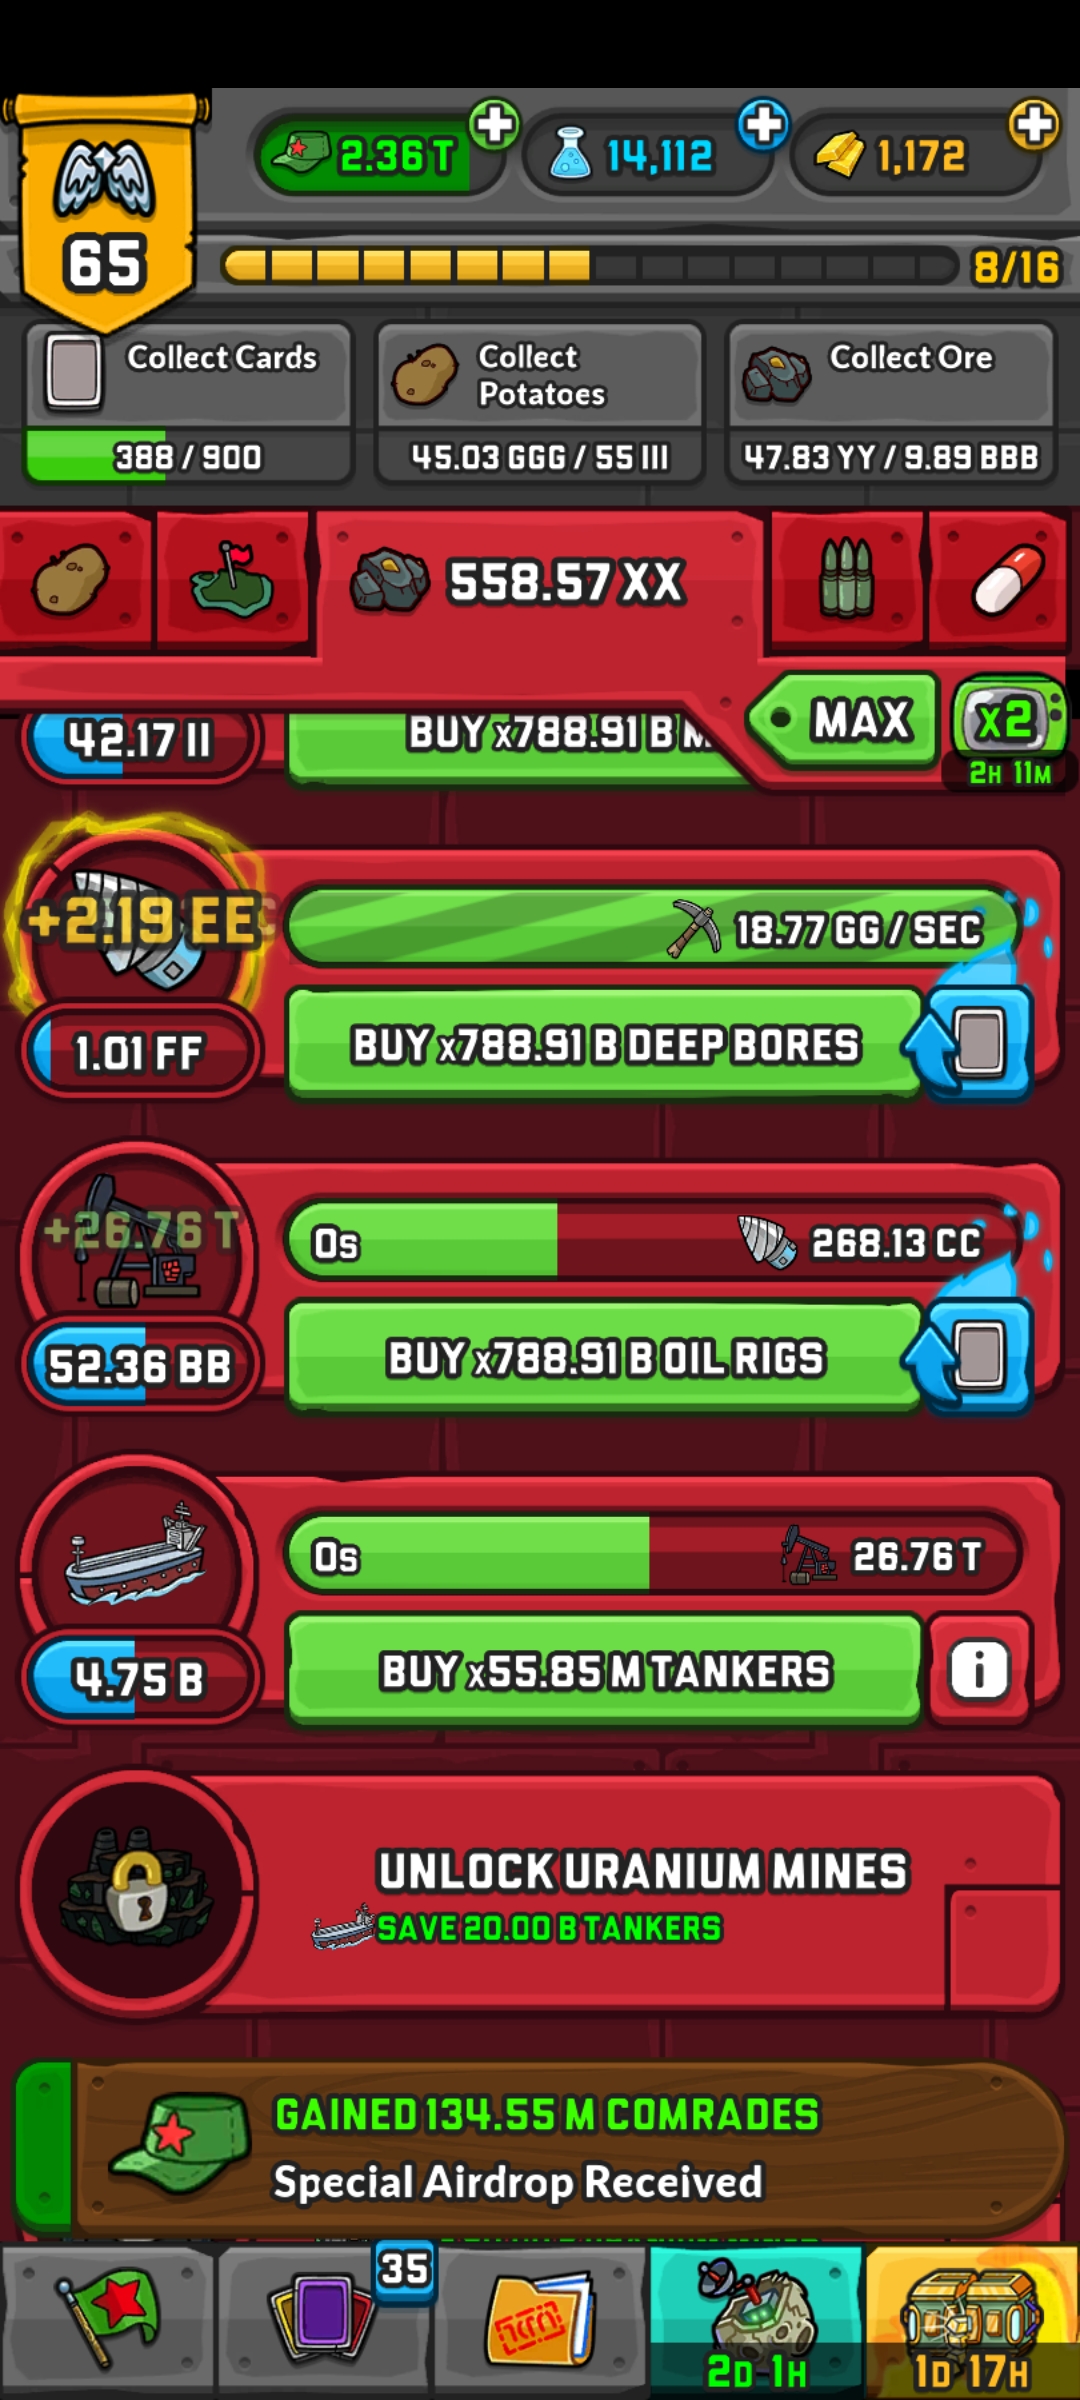 2.36 T
14,112
1,172
65
8/16
Collect Cards
Collect
Potatoes
Collect Ore
388 / 900
45.03 GGG / 55 III
47.83 YY / 9.89 BBB
558.57 XX
MAX
x2
2H 11M
42.17 II
BUY x788.91 B M
+2.19 EE
18.77 GG / SEC
1.01 FF
BUY x788.91 B DEEP BORES
+26.76 T
0s
268.13 CC
52.36 BB
BUY x788.91 B OIL RIGS
0s
26.76 T
4.75 B
BUY x55.85 M TANKERS
i
UNLOCK URANIUM MINES
SAVE 20.00 B TANKERS
GAINED 134.55 M COMRADES
Special Airdrop Received
35
2D 1H
1D 17H